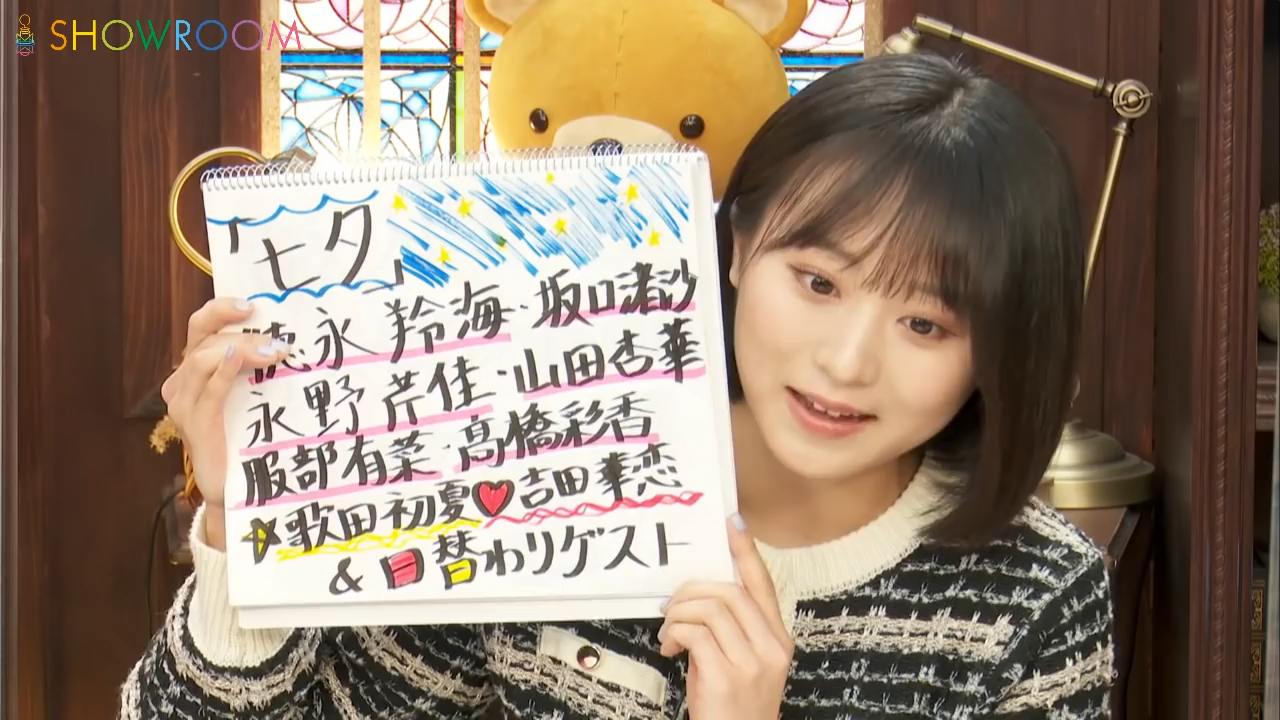 SHOWROOM
「七夕」
徳永羚海・坂口渚沙
永野芹佳・山田杏華
服部有菜・高橋彩香
☆歌田初夏♥吉田華恋
&日替わりゲスト